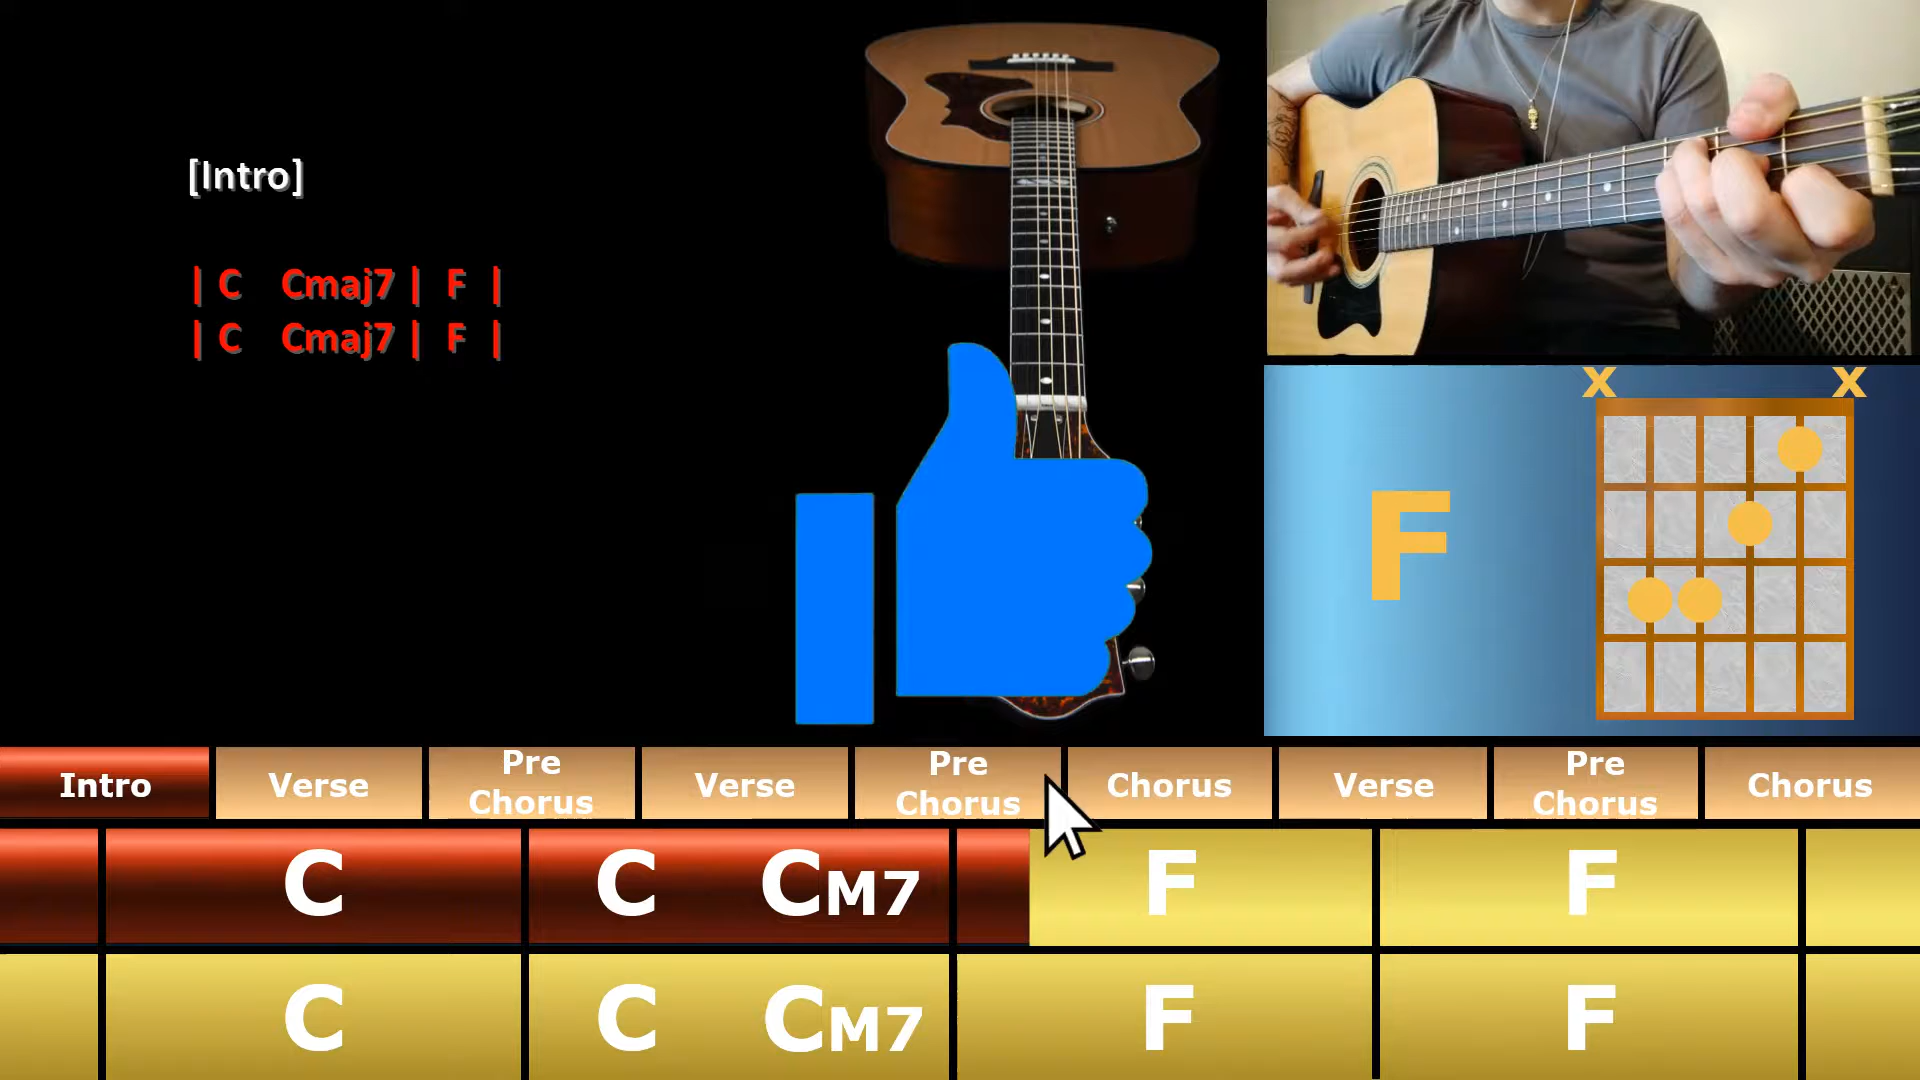 [Intro]
| C Cmaj7 | F |
| C Cmaj7 | F |
x x
F
Intro Verse Pre Chorus Verse Pre Chorus Chorus Verse Pre Chorus Chorus
C C CM7 F F
C C CM7 F F